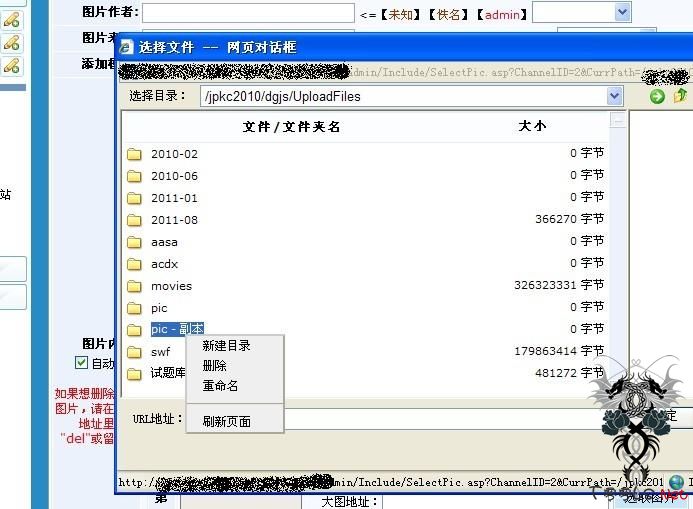 图片作者:
<=【未知】【佚名】【admin】
图片来
选择文件 -- 网页对话框
添加
dmin/Include/SelectPic.asp?ChannelID=2&CurrPath=/
选择目录: /jpkc2010/dgjs/UploadFiles
文件/文件夹名 大小
2010-02 0 字节
2010-06 0 字节
2011-01 0 字节
站
2011-08 366270 字节
aasa 0 字节
acdx 0 字节
movies 326323331 字节
pic 0 字节
pic - 副本 0 字节
图片内
新建目录
swf 179863414 字节
自动
删除
试题库 481272 字节
重命名
如果想删除
图片，请在
URL地址:
刷新页面
定
地址里
"del"或留
http://
min/Include/SelectPic.asp?ChannelID=2&CurrPath=/jpkc201
第
大图地址:
选取图片